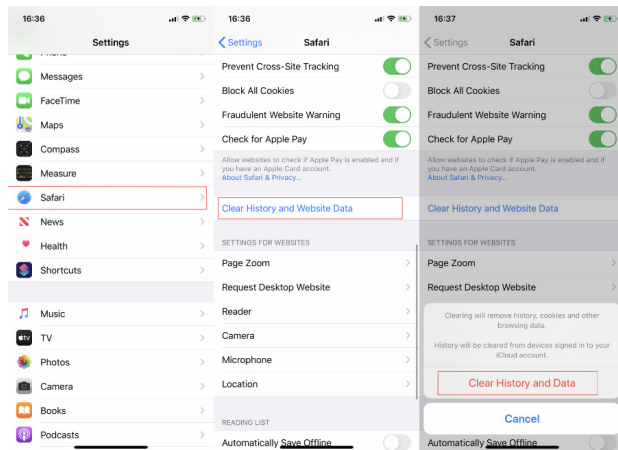 16:36
Settings
Messages
FaceTime
Maps
Compass
Measure
Safari
News
Health
Shortcuts
Music
tv
TV
Photos
Camera
Books
Podcasts
16:36
Settings Safari
Prevent Cross-Site Tracking
Block All Cookies
Fraudulent Website Warning
Check for Apple Pay
Allow websites to check if Apple Pay is enabled and if
you have an Apple Card account.
About Safari & Privacy...
Clear History and Website Data
SETTINGS FOR WEBSITES
Page Zoom
Request Desktop Website
Reader
Camera
Microphone
Location
READING LIST
Automatically Save Offline
16:37
Settings Safari
Prevent Cross-Site Tracking
Block All Cookies
Fraudulent Website Warning
Check for Apple Pay
Allow websites to check if Apple Pay is enabled and if
you have an Apple Card account.
About Safari & Privacy...
Clear History and Website Data
SETTINGS FOR WEBSITES
Page Zoom
Request Desktop Website
Clearing will remove history, cookies and other
browsing data.
History will be cleared from devices signed in to your
iCloud account.
Clear History and Data
Cancel
Automatically Save Offline